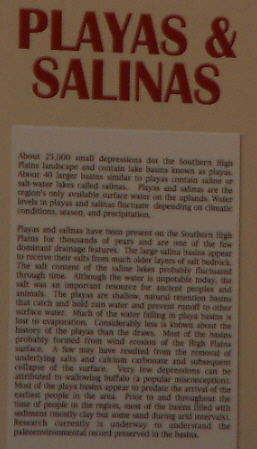 PLAYAS &
SALINAS
About 25,000 small depressions dot the Southern High
Plains landscape and contain lake basins known as playas.
About 40 larger basins similar to playas contain saline or
salt-water lakes called salinas. Playas and salinas are the
region's only available surface water on the uplands. Water
levels in playas and salinas fluctuate depending on climatic
conditions, season, and precipitation.
Playas and salinas have been present on the Southern High
Plains for thousands of years and are one of the few
dominant drainage features. The large salina basins appear
to receive their salts from much older layers of salt bedrock.
The salt content of the saline lakes probably fluctuated
through time. Although the water is unpotable today, the
salt was an important resource for ancient peoples and
animals. The playas are shallow, natural retention basins
that catch and hold rain water and prevent runoff to other
surface water. Much of the water falling in playa basins is
lost to evaporation. Considerably less is known about the
history of the playas than the draws. Most of the basins
probably formed from wind erosion of the High Plains
surface. A few may have resulted from the removal of
underlying salts and calcium carbonate and subsequent
collapse of the surface. Very few depressions can be
attributed to wallowing buffalo (a popular misconception).
Most of the playa basins appear to predate the arrival of the
earliest people in the area. Prior to and throughout the
time of people in the region, most of the basins filled with
sediment (mostly clay but some sand during arid intervals).
Research currently is underway to understand the
paleoenvironmental record preserved in the basins.